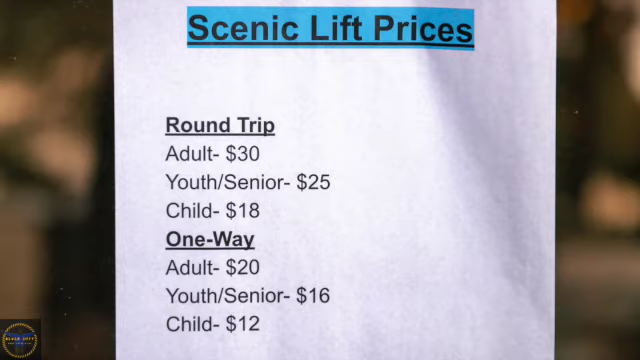 Scenic Lift Prices
Round Trip
Adult- $30
Youth/Senior- $25
Child- $18
One-Way
Adult- $20
Youth/Senior- $16
Child- $12